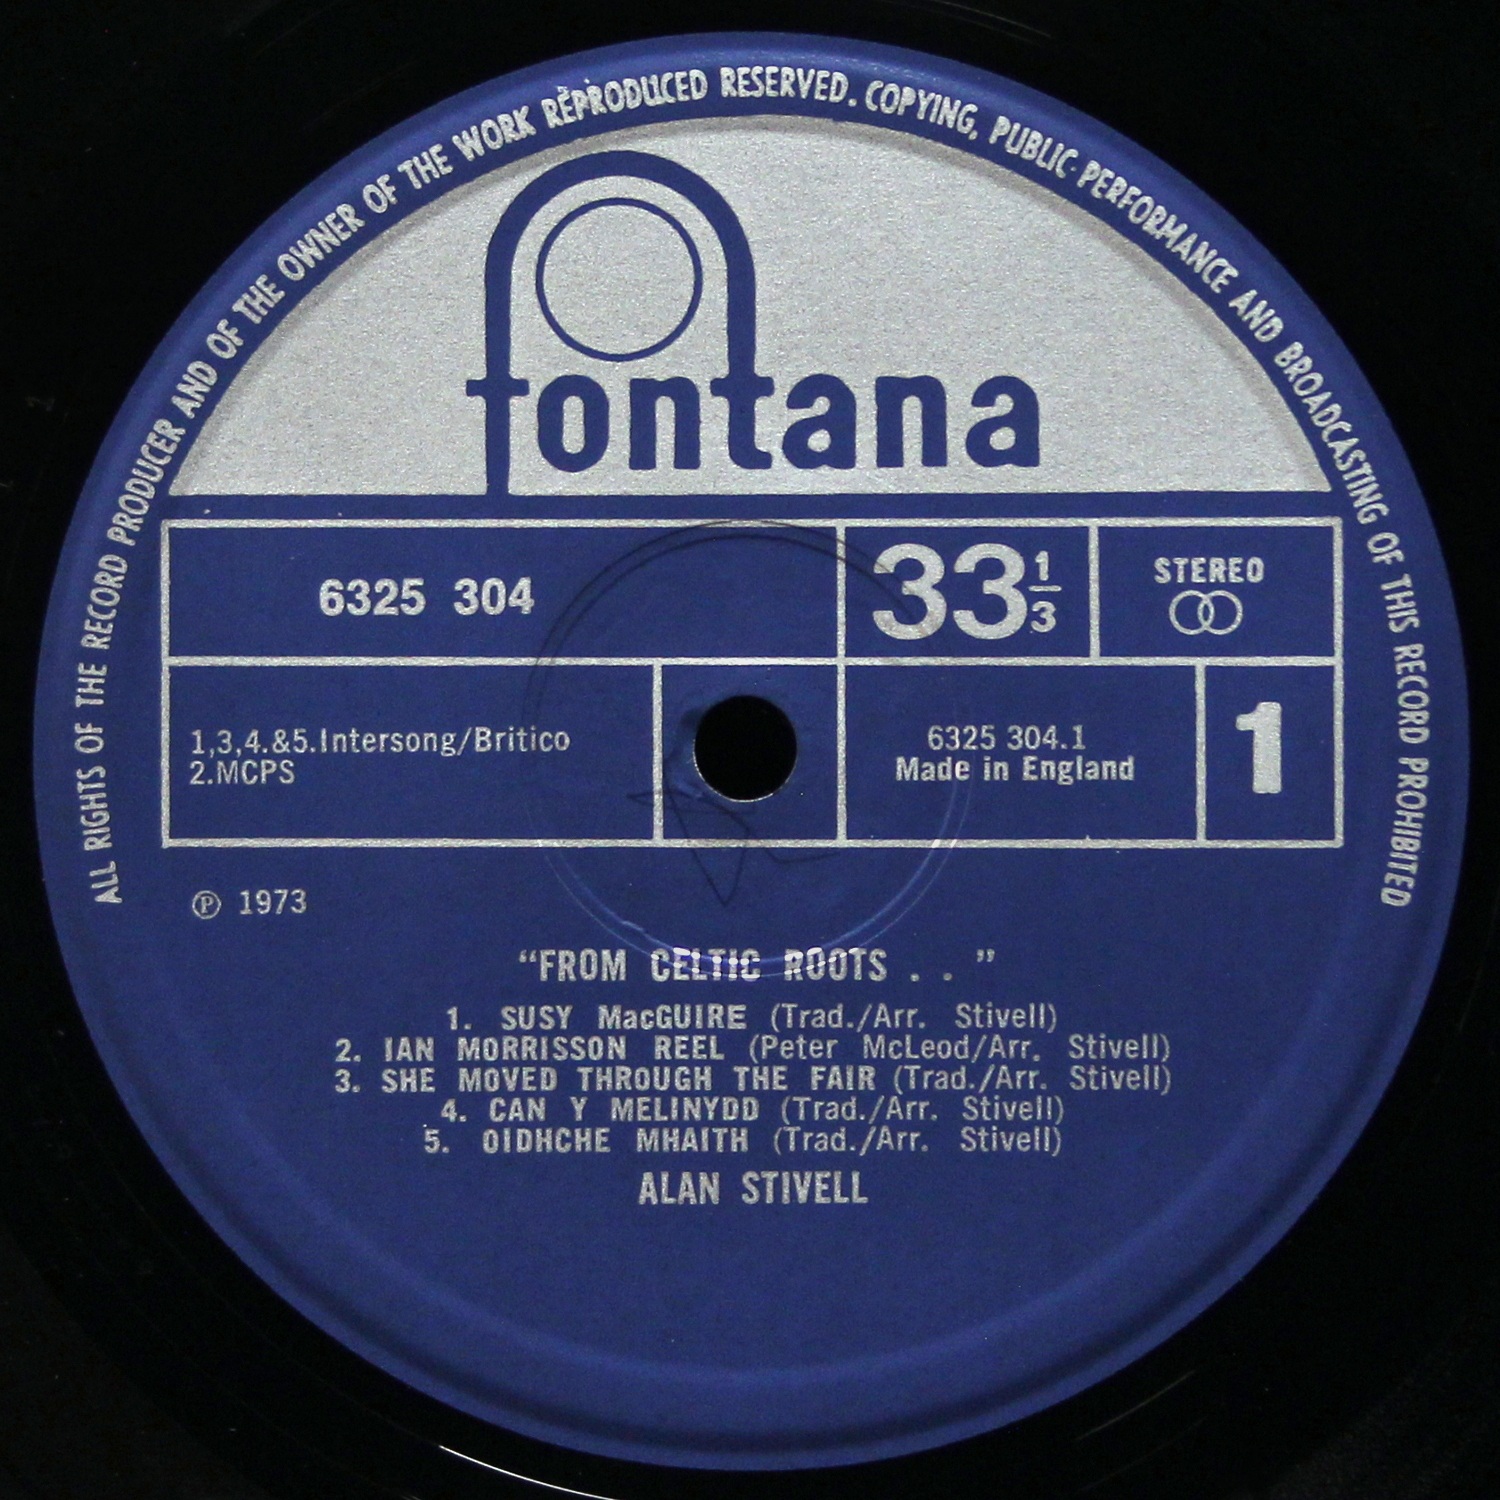 ALL RIGHTS OF THE RECORD PRODUCER AND OF THE OWNER OF THE WORK REPRODUCED RESERVED. COPYING, PUBLIC PERFORMANCE AND BROADCASTING OF THIS RECORD PROHIBITED
fontana
6325 304
33 1/3
STEREO
1,3,4.&5.Intersong/Britico
2.MCPS
6325 304.1
Made in England
1
℗ 1973
“FROM CELTIC ROOTS . . ”
1. SUSY MacGUIRE (Trad./Arr. Stivell)
2. IAN MORRISSON REEL (Peter McLeod/Arr. Stivell)
3. SHE MOVED THROUGH THE FAIR (Trad./Arr. Stivell)
4. CAN Y MELINYDD (Trad./Arr. Stivell)
5. OIDHCHE MHAITH (Trad./Arr. Stivell)
ALAN STIVELL